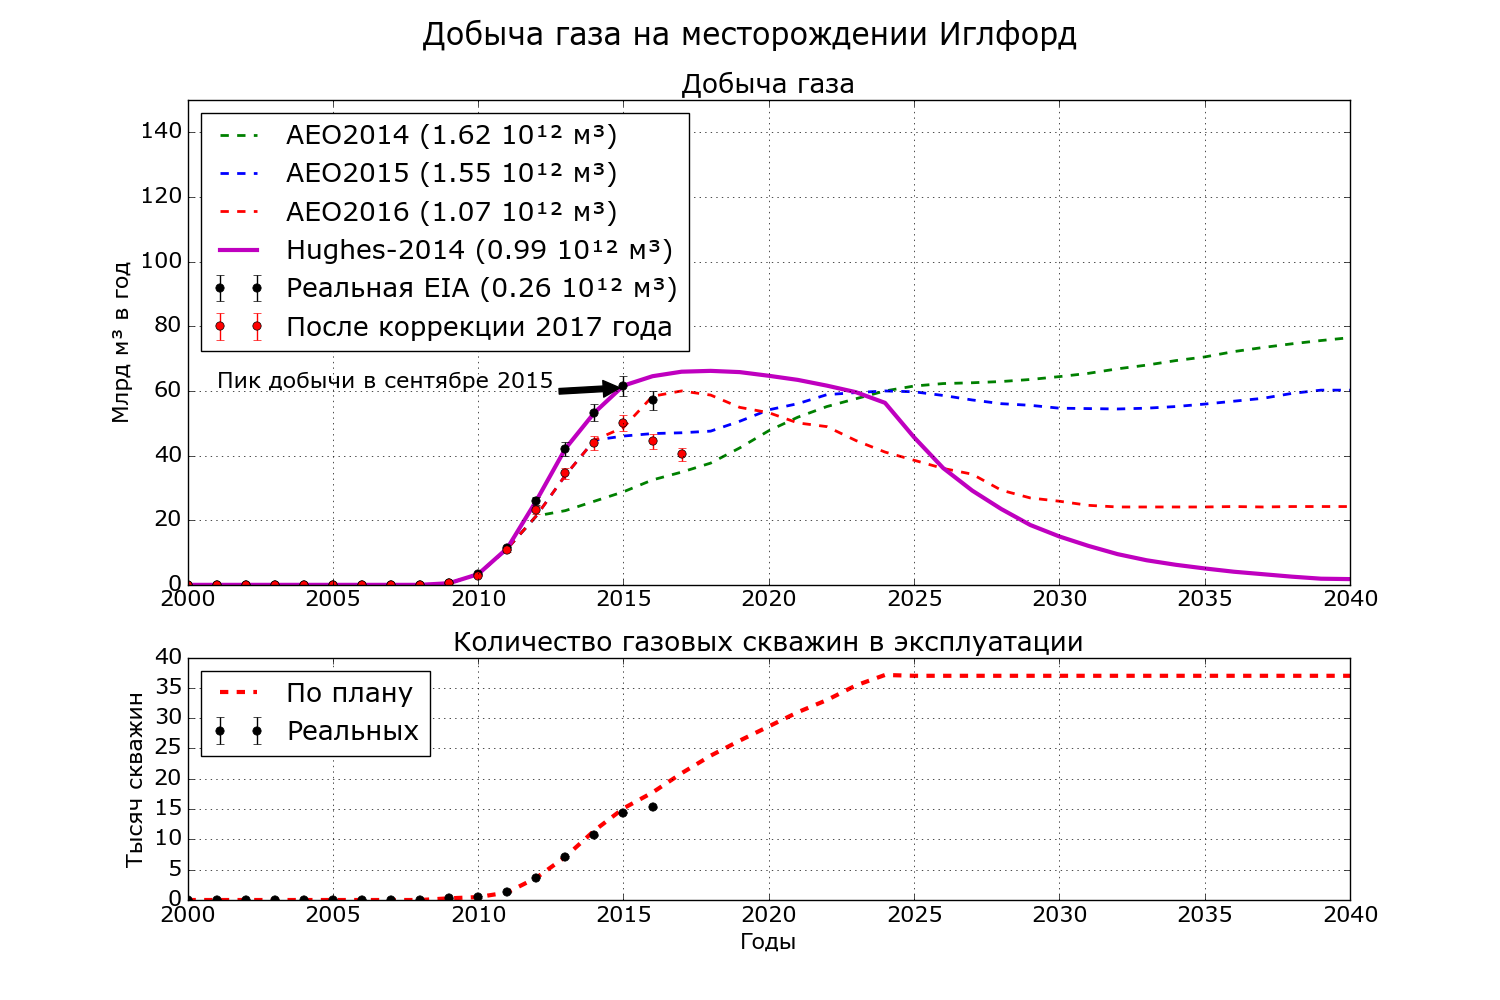 Добыча газа на месторождении Иглфорд
Добыча газа
AEO2014 (1.62 10¹² м³)
AEO2015 (1.55 10¹² м³)
AEO2016 (1.07 10¹² м³)
Hughes-2014 (0.99 10¹² м³)
Реальная EIA (0.26 10¹² м³)
После коррекции 2017 года
Пик добычи в сентябре 2015
Млрд м³ в год
140
120
100
80
60
40
20
0
2000 2005 2010 2015 2020 2025 2030 2035 2040
Количество газовых скважин в эксплуатации
По плану
Реальных
Тысяч скважин
40
35
30
25
20
15
10
5
0
2000 2005 2010 2015 2020 2025 2030 2035 2040
Годы